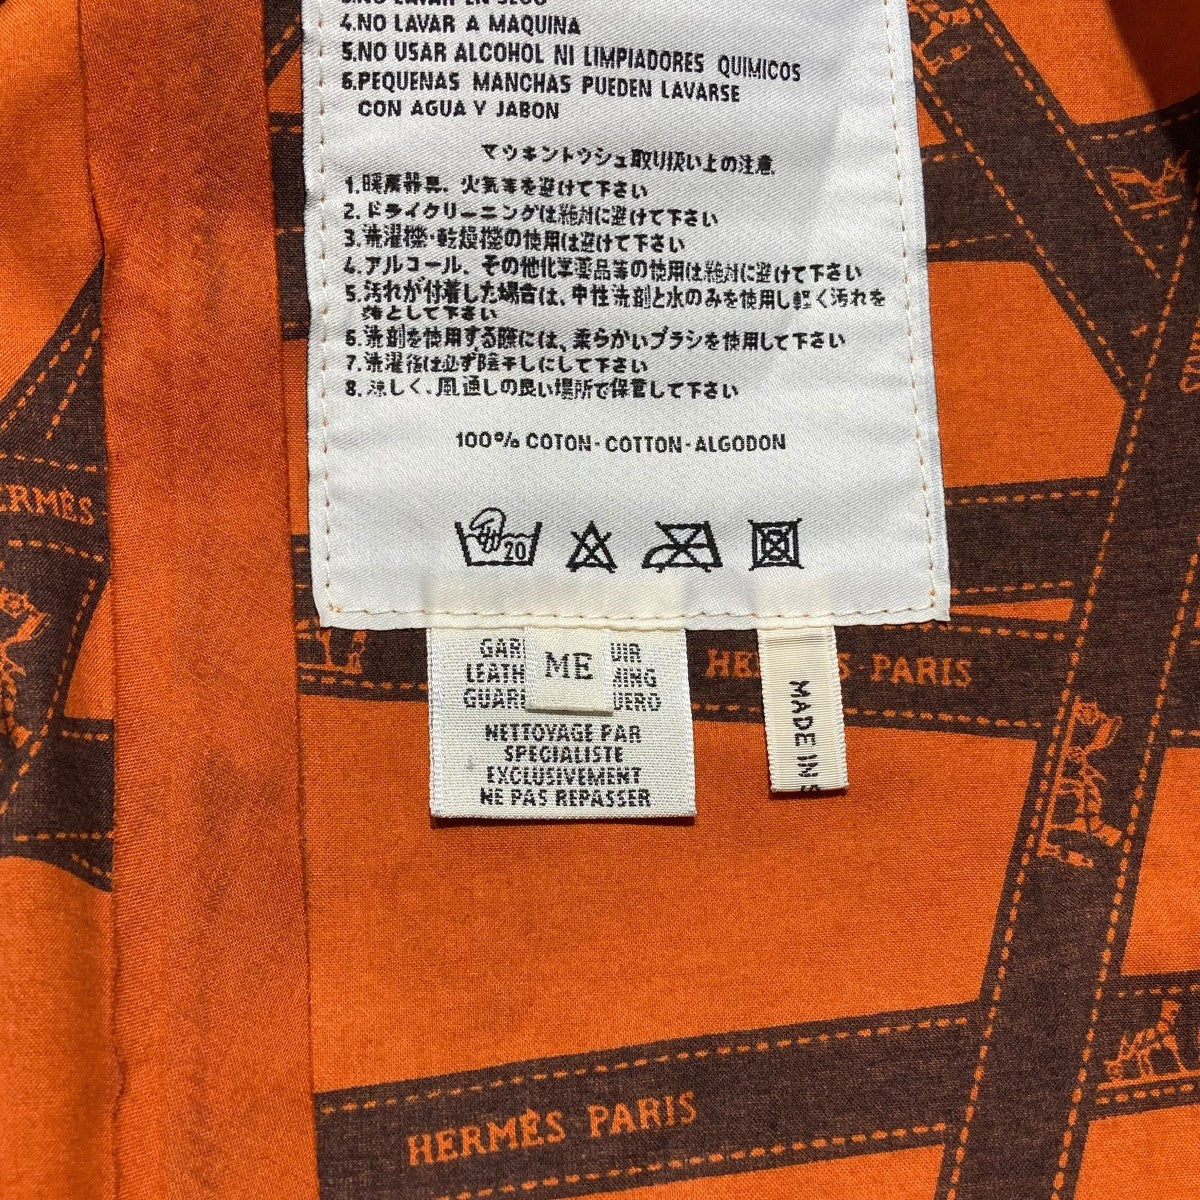 4.NO LAVAR A MAQUINA
5.NO USAR ALCOHOL NI LIMPIADORES QUIMICOS
6.PEQUENAS MANCHAS PUEDEN LAVARSE
CON AGUA Y JABON
マッキントッシュ取り扱い上の注意
1.暖房器具、火気等を避けて下さい
2.ドライクリーニングは絶対に避けて下さい
3.洗濯機・乾燥機の使用は避けて下さい
4.アルコール、その他化学薬品等の使用は絶対に避けて下さい
5.汚れが付着した場合は、中性洗剤と水のみを使用し軽く汚れを
落として下さい
6.洗剤を使用する際には、柔らかいブラシを使用して下さい
7.洗濯後は必ず陰干しにして下さい
8.涼しく、風通しの良い場所で保管して下さい
100% COTON-COTTON-ALGODON
20
ME
NETTOYAGE PAR
SPECIALISTE
EXCLUSIVEMENT
NE PAS REPASSER
MADE IN
HERMÈS PARIS
HERMÈS
HERMÈS PARIS